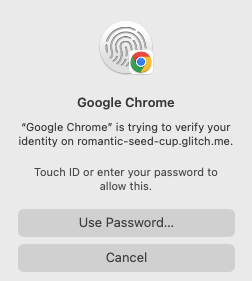 Google Chrome
“Google Chrome” is trying to verify your
identity on romantic-seed-cup.glitch.me.
Touch ID or enter your password to
allow this.
Use Password...
Cancel